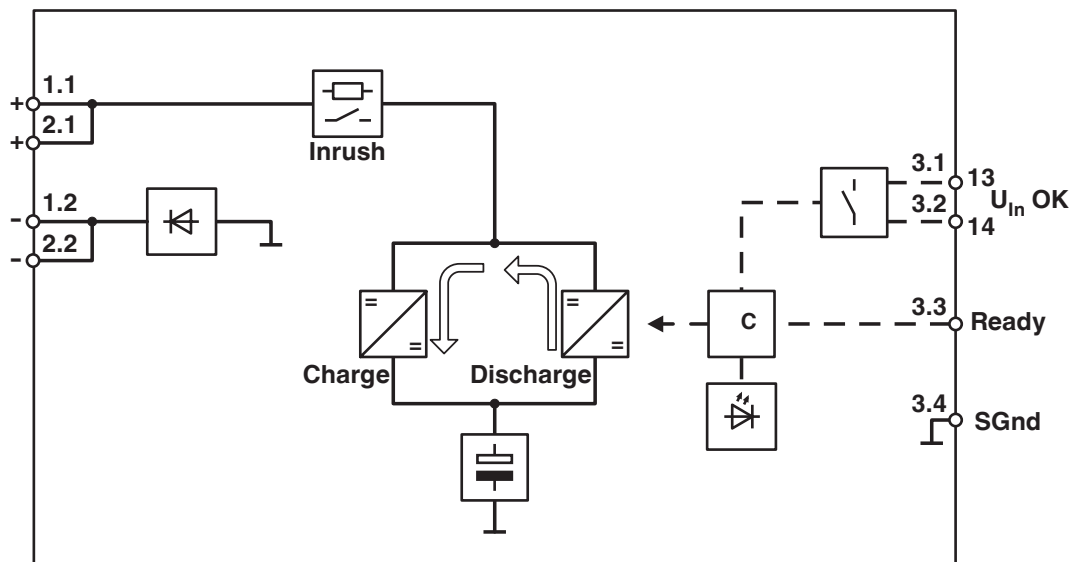 1.1
+
2.1
+
Inrush
1.2
-
2.2
-
3.1
13
U_In OK
3.2
14
=
=
Charge
=
=
Discharge
C
3.3
Ready
3.4
SGnd